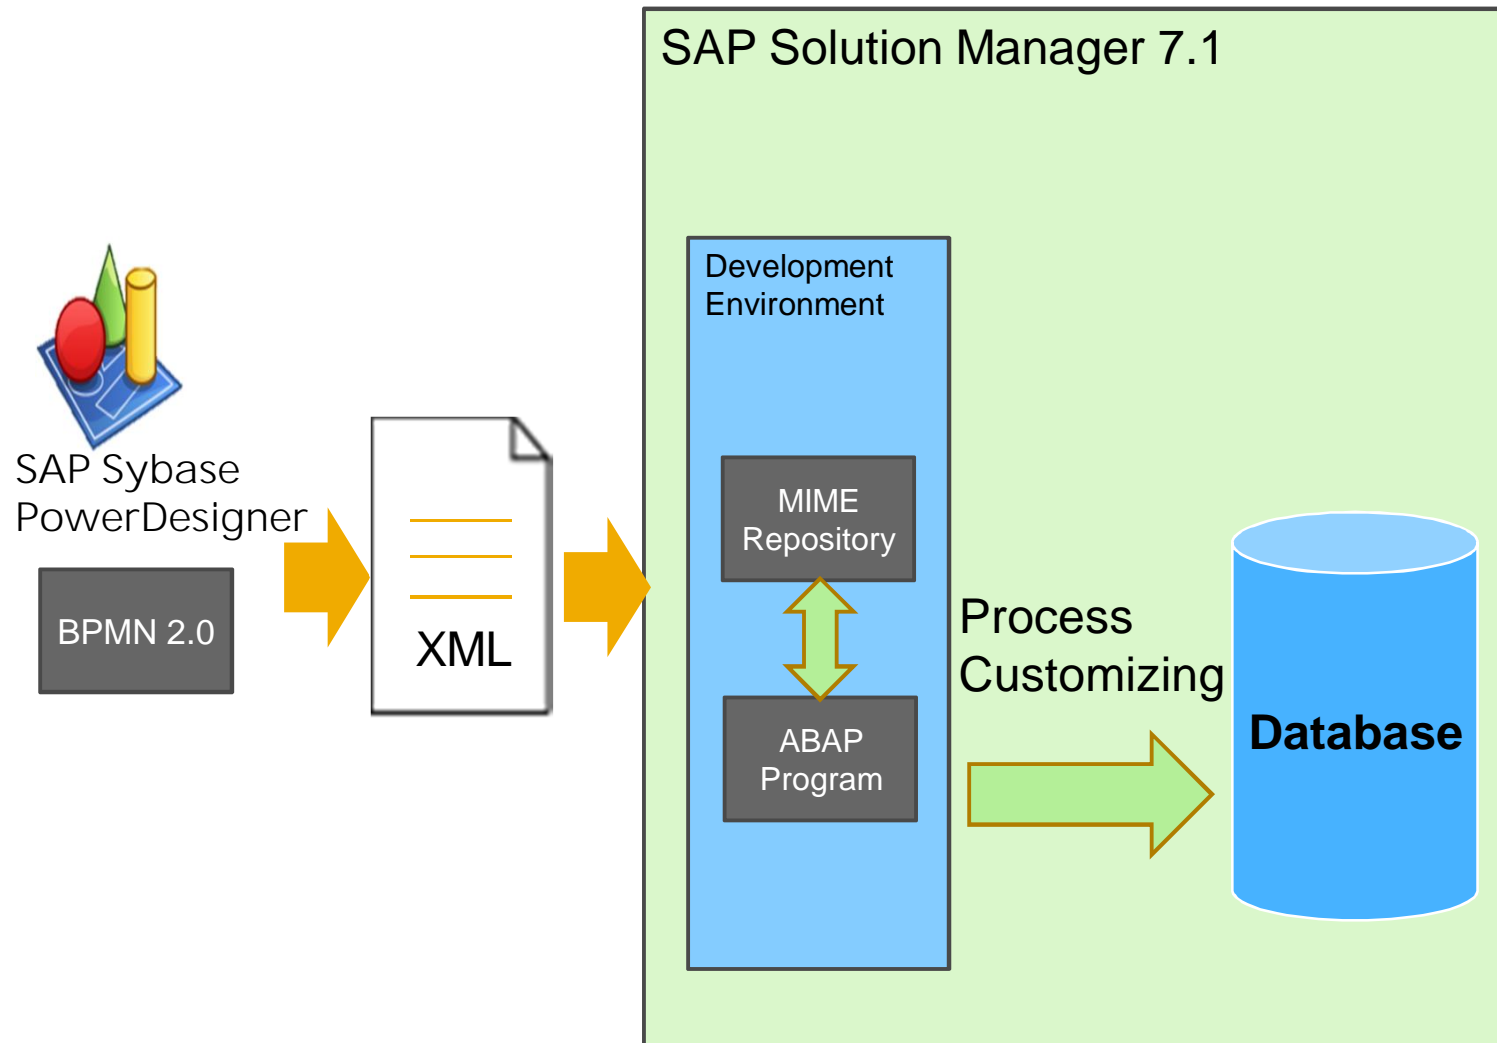 SAP Solution Manager 7.1
Development
Environment
SAP Sybase
PowerDesigner
BPMN 2.0
XML
MIME
Repository
ABAP
Program
Process
Customizing
Database